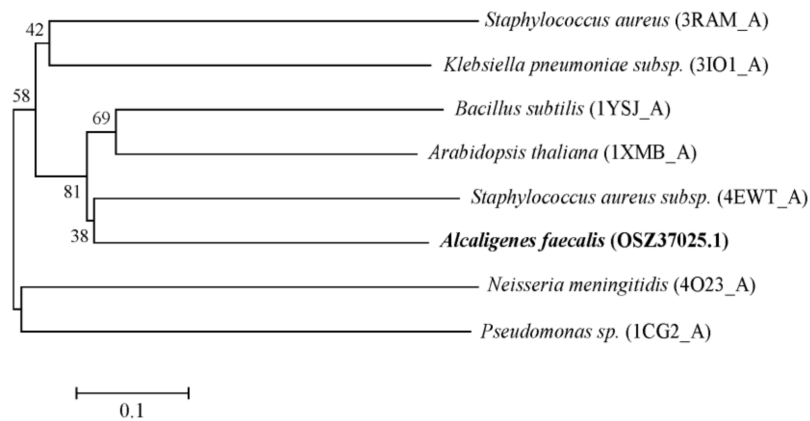 Staphylococcus aureus (3RAM_A)
42
Klebsiella pneumoniae subsp. (3IO1_A)
58
Bacillus subtilis (1YSJ_A)
69
Arabidopsis thaliana (1XMB_A)
81
Staphylococcus aureus subsp. (4EWT_A)
38
Alcaligenes faecalis (OSZ37025.1)
Neisseria meningitidis (4O23_A)
Pseudomonas sp. (1CG2_A)
0.1